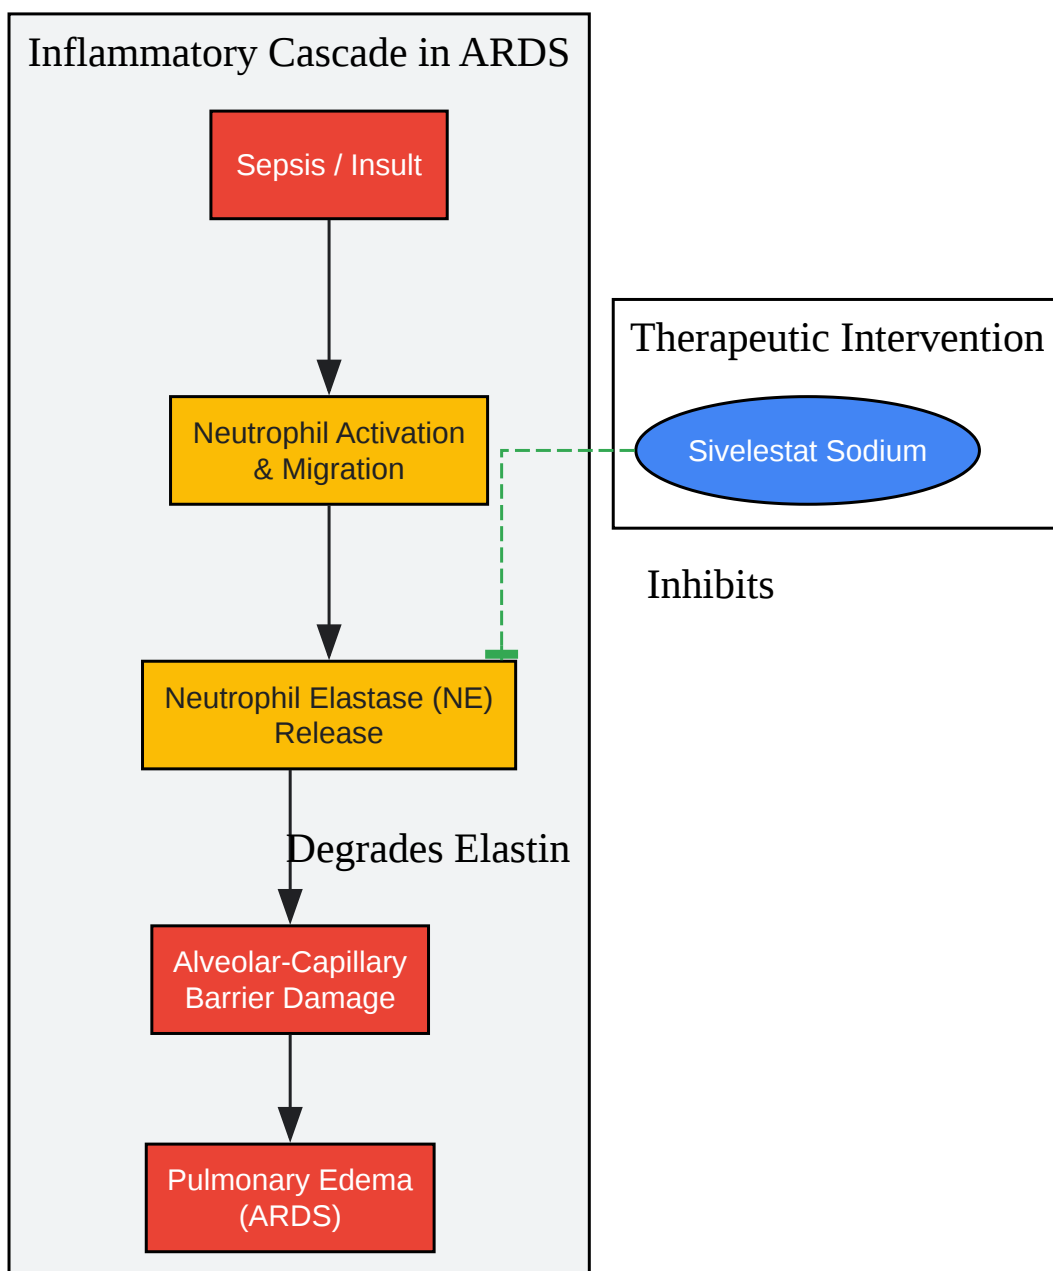 Inflammatory Cascade in ARDS
Sepsis / Insult
Neutrophil Activation
& Migration
Therapeutic Intervention
Sivelestat Sodium
Inhibits
Neutrophil Elastase (NE)
Release
Degrades Elastin
Alveolar-Capillary
Barrier Damage
Pulmonary Edema
(ARDS)